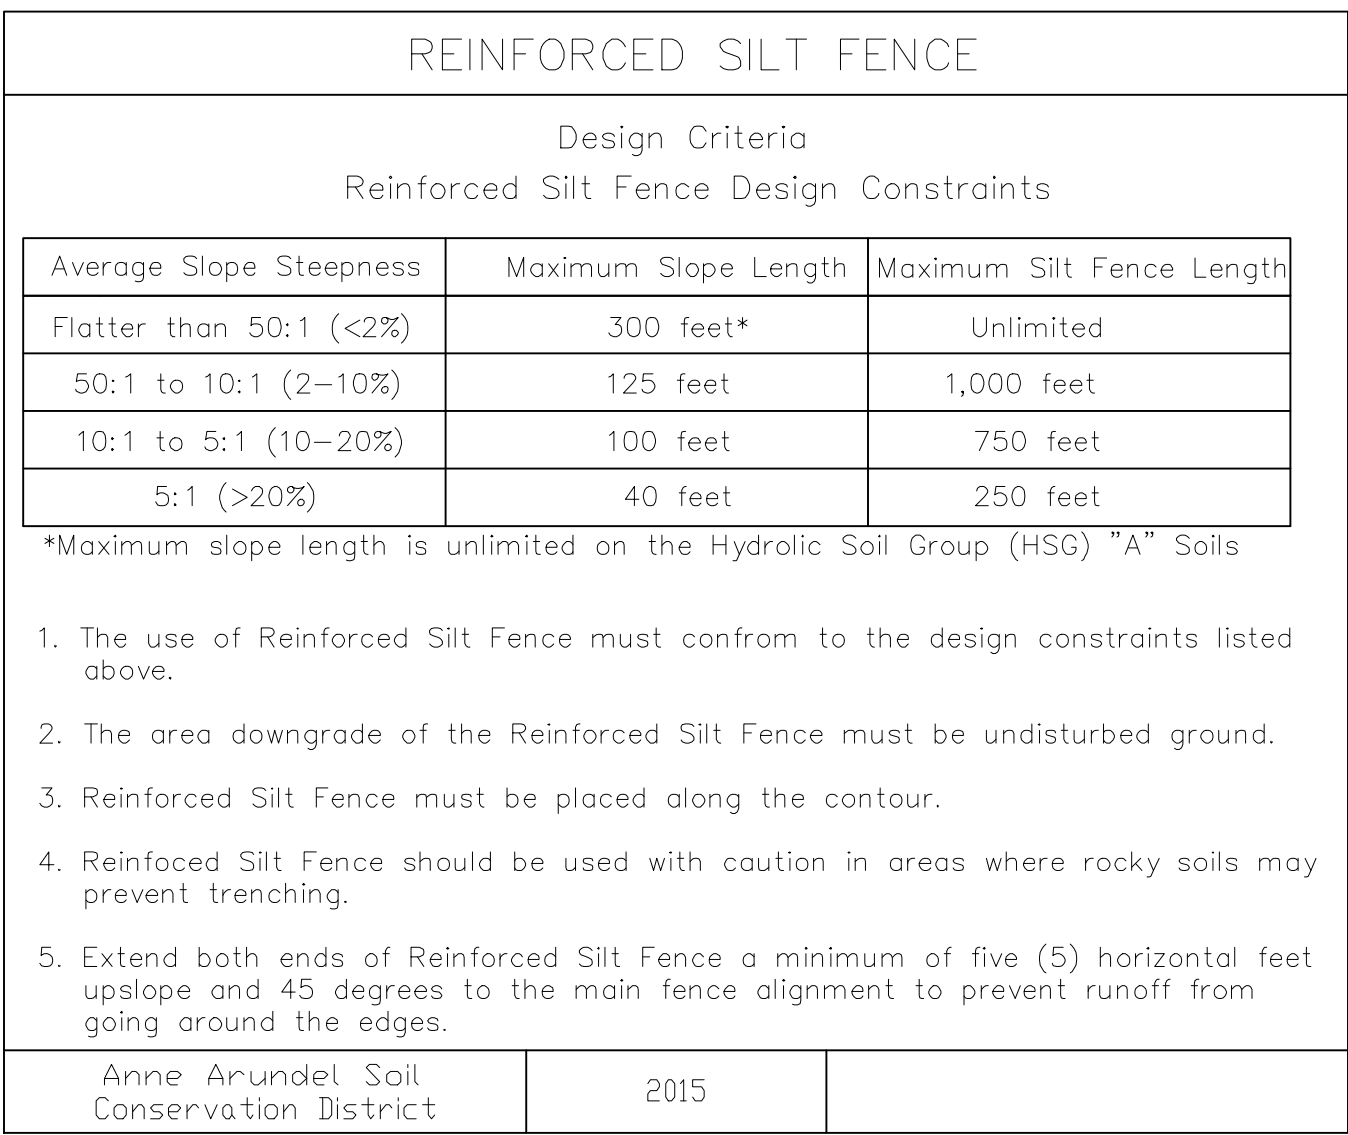 REINFORCED SILT FENCE
Design Criteria
Reinforced Silt Fence Design Constraints
Average Slope Steepness Maximum Slope Length Maximum Silt Fence Length
Flatter than 50:1 (<2%) 300 feet* Unlimited
50:1 to 10:1 (2-10%) 125 feet 1,000 feet
10:1 to 5:1 (10-20%) 100 feet 750 feet
5:1 (>20%) 40 feet 250 feet
*Maximum slope length is unlimited on the Hydrolic Soil Group (HSG) "A" Soils
1. The use of Reinforced Silt Fence must confrom to the design constraints listed
above.
2. The area downgrade of the Reinforced Silt Fence must be undisturbed ground.
3. Reinforced Silt Fence must be placed along the contour.
4. Reinfoced Silt Fence should be used with caution in areas where rocky soils may
prevent trenching.
5. Extend both ends of Reinforced Silt Fence a minimum of five (5) horizontal feet
upslope and 45 degrees to the main fence alignment to prevent runoff from
going around the edges.
Anne Arundel Soil
Conservation District
2015